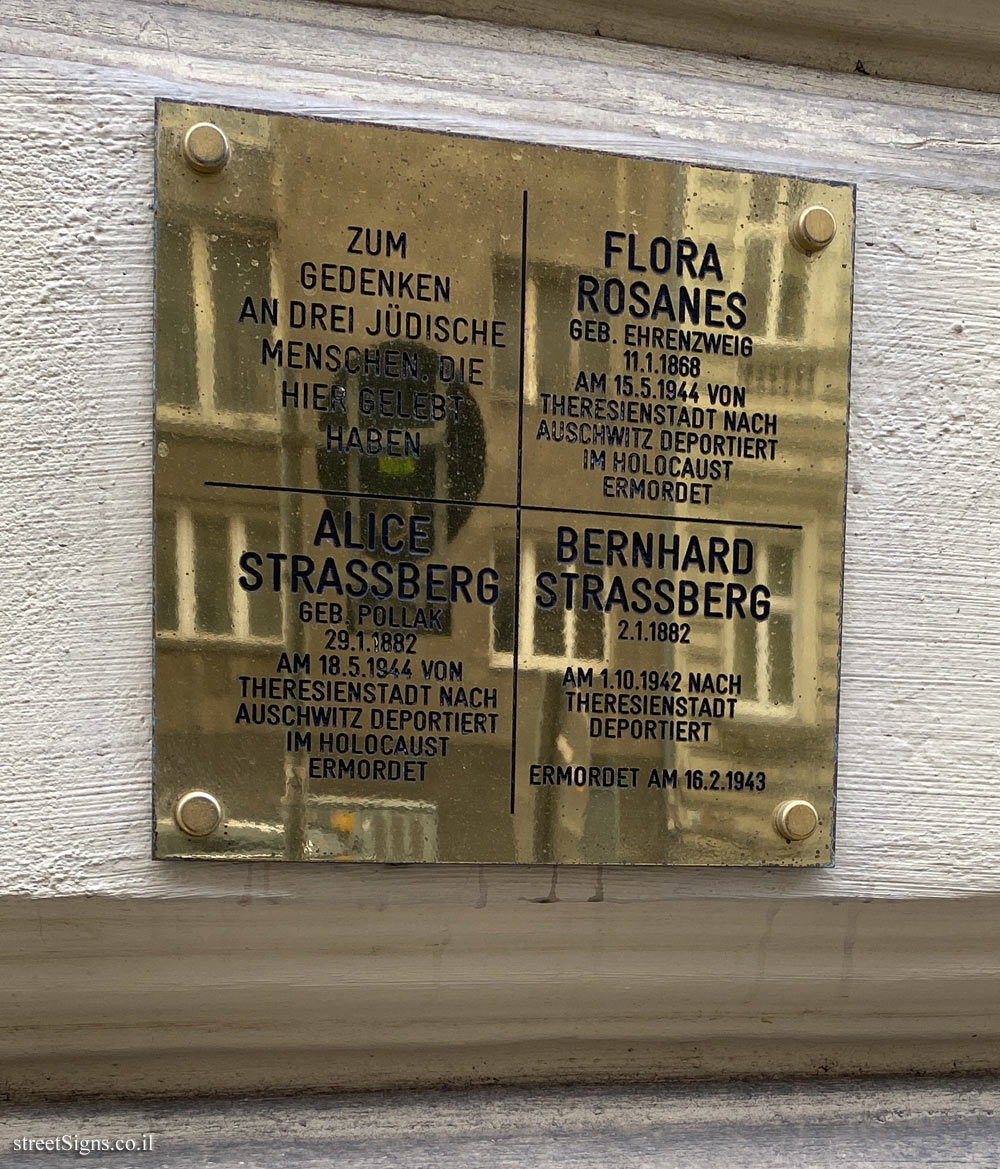 ZUM
GEDENKEN
AN DREI JÜDISCHE
MENSCHEN, DIE
HIER GELEBT
HABEN
FLORA
ROSANES
GEB. EHRENZWEIG
11.1.1868
AM 15.5.1944 VON
THERESIENSTADT NACH
AUSCHWITZ DEPORTIERT
IM HOLOCAUST
ERMORDET
ALICE
STRASSBERG
GEB. POLLAK
29.1.1882
AM 18.5.1944 VON
THERESIENSTADT NACH
AUSCHWITZ DEPORTIERT
IM HOLOCAUST
ERMORDET
BERNHARD
STRASSBERG
2.1.1882
AM 1.10.1942 NACH
THERESIENSTADT
DEPORTIERT
ERMORDET AM 16.2.1943
streetSigns.co.il